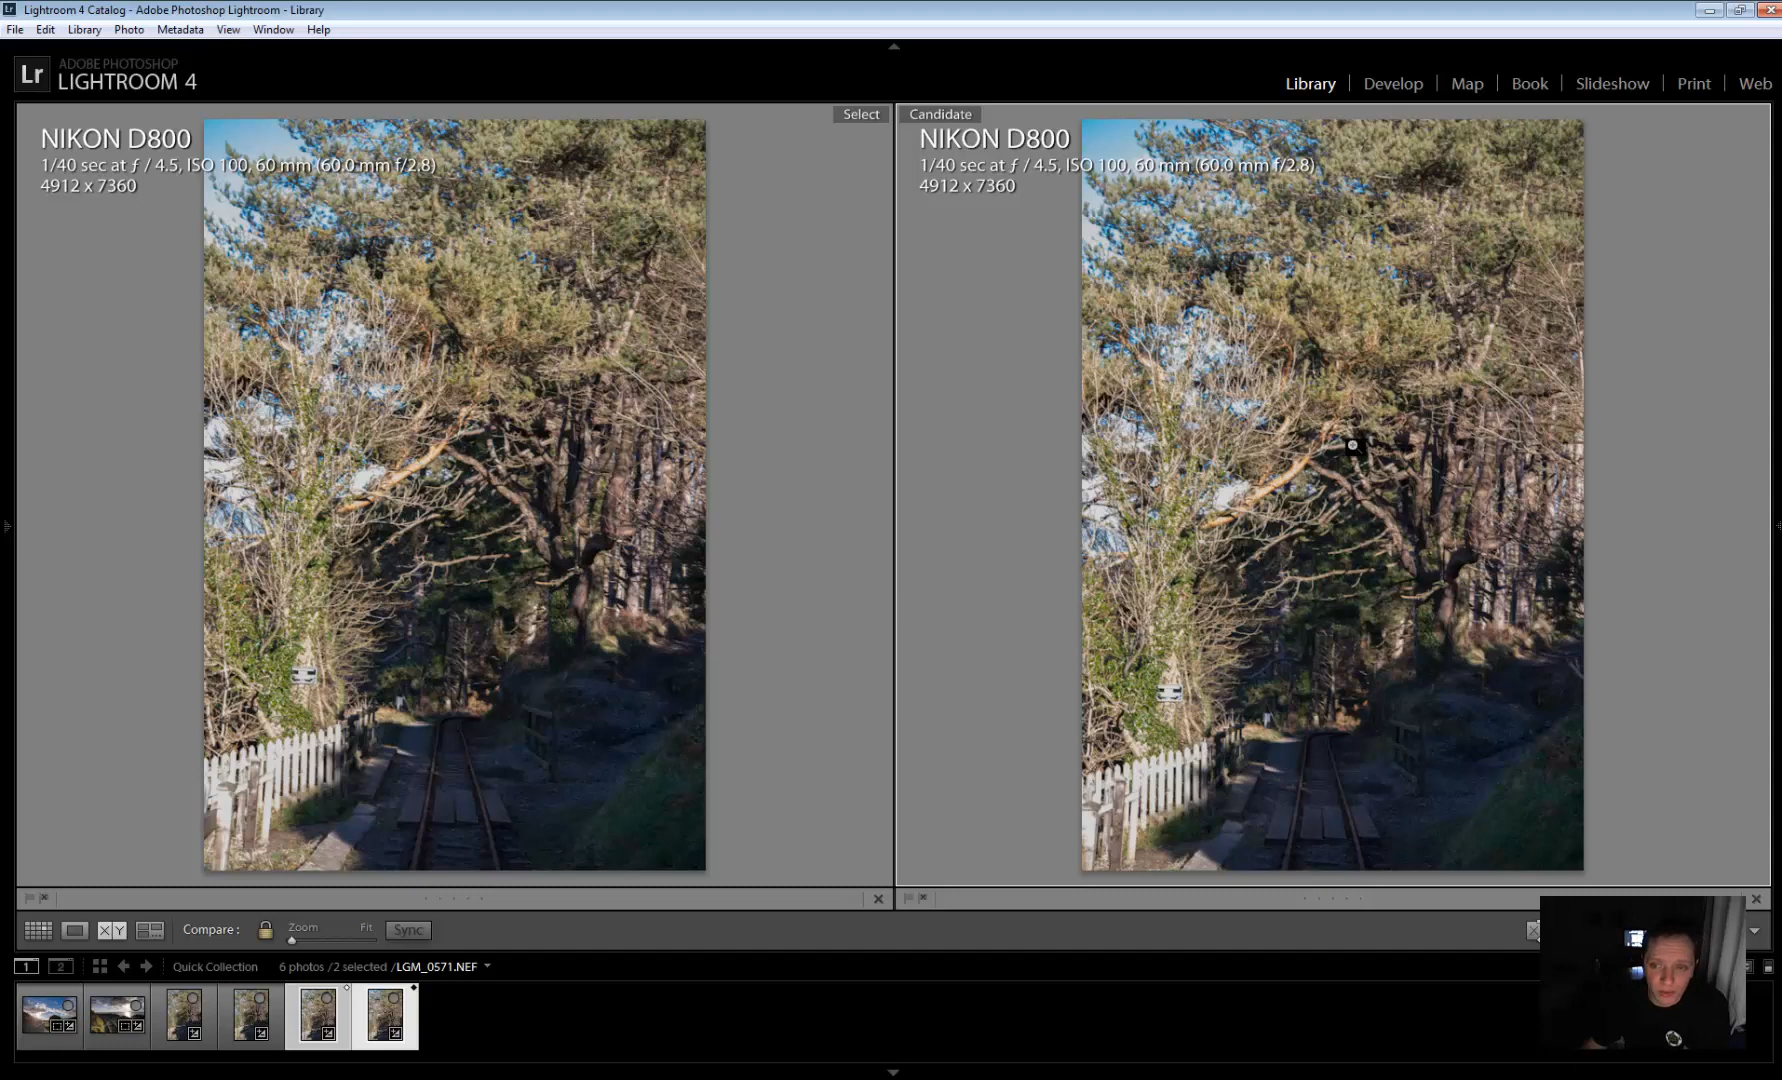 Lr Lightroom 4 Catalog - Adobe Photoshop Lightroom - Library
File Edit Library Photo Metadata View Window Help
Lr ADOBE PHOTOSHOP
LIGHTROOM 4
Library | Develop | Map | Book | Slideshow | Print | Web
Select
NIKON D800
1/40 sec at ƒ / 4.5, ISO 100, 60 mm (60.0 mm f/2.8)
4912 x 7360
Candidate
NIKON D800
1/40 sec at ƒ / 4.5, ISO 100, 60 mm (60.0 mm f/2.8)
4912 x 7360
XY Compare : Zoom Fit Sync
1 2 Quick Collection 6 photos /2 selected /LGM_0571.NEF